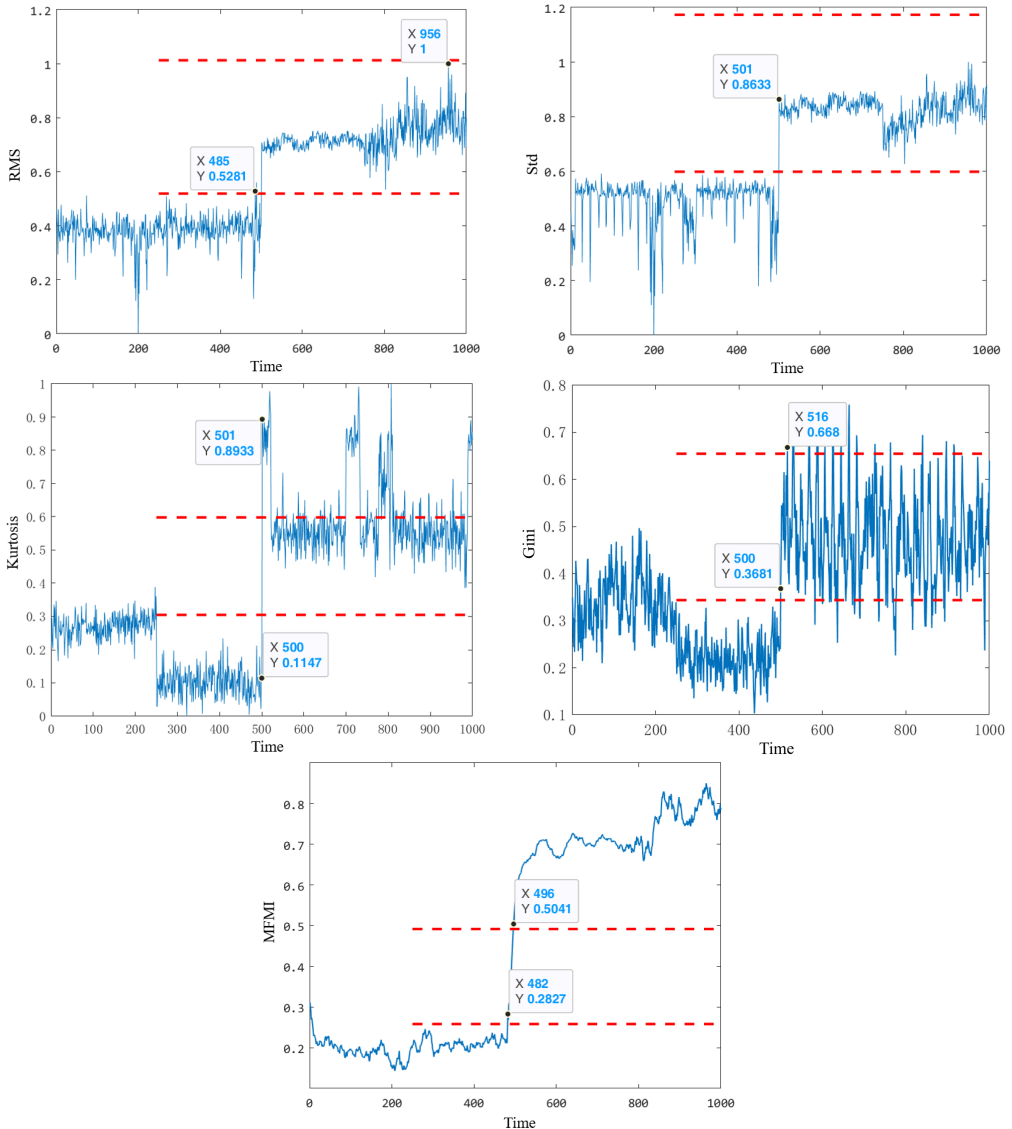 1.2
1
0.8
0.6
0.4
0.2
0
RMS
X 956
Y 1
X 485
Y 0.5281
0 200 400 600 800 1000
Time
1.2
1
0.8
0.6
0.4
0.2
0
Std
X 501
Y 0.8633
0 200 400 600 800 1000
Time
1
0.9
0.8
0.7
0.6
0.5
0.4
0.3
0.2
0.1
0
Kurtosis
X 501
Y 0.8933
X 500
Y 0.1147
0 100 200 300 400 500 600 700 800 900 1000
Time
0.8
0.7
0.6
0.5
0.4
0.3
0.2
0.1
Gini
X 516
Y 0.668
X 500
Y 0.3681
0 200 400 600 800 1000
Time
0.8
0.7
0.6
0.5
0.4
0.3
0.2
MFMI
X 496
Y 0.5041
X 482
Y 0.2827
0 200 400 600 800 1000
Time